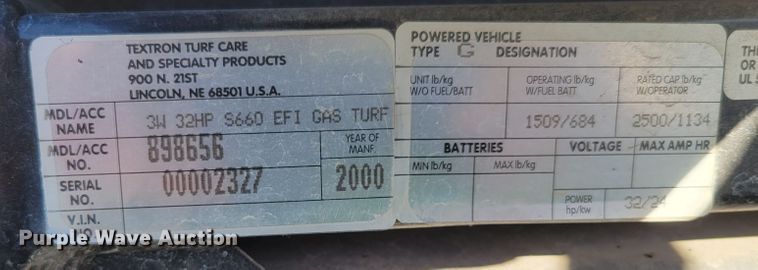 TEXTRON TURF CARE
AND SPECIALTY PRODUCTS
900 N. 21ST
LINCOLN, NE 68501 U.S.A.
MDL/ACC NAME
3W 32HP S660 EFI GAS TURF
MDL/ACC NO.
898656
YEAR OF MANF.
SERIAL NO.
00002327
2000
V.I.N.
POWERED VEHICLE
TYPE G DESIGNATION
UNIT lb/kg
W/O FUEL/BATT
OPERATING lb/kg
W/FUEL BATT
RATED CAP lb/kg
W/OPERATOR
1509/684
2500/1134
BATTERIES
VOLTAGE
MAX AMP HR
MIN lb/kg
MAX lb/kg
POWER
hp/kw
32/24
OR
UL
Purple Wave Auction